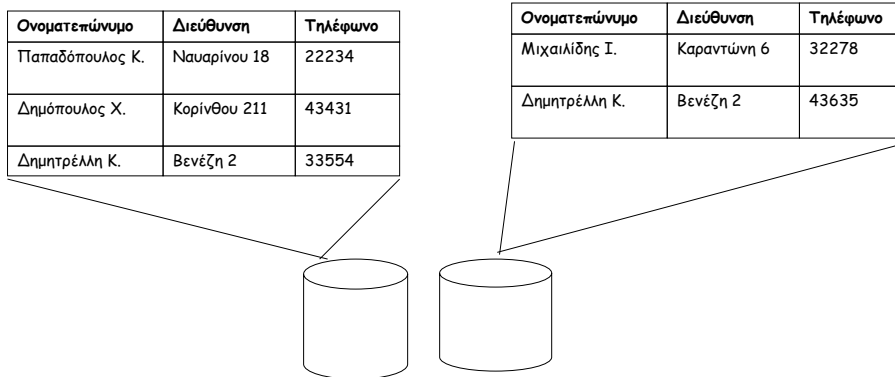 Ονοματεπώνυμο Διεύθυνση Τηλέφωνο
Παπαδόπουλος Κ. Ναυαρίνου 18 22234
Δημόπουλος Χ. Κορίνθου 211 43431
Δημητρέλλη Κ. Βενέζη 2 33554
Ονοματεπώνυμο Διεύθυνση Τηλέφωνο
Μιχαιλίδης Ι. Καραντώνη 6 32278
Δημητρέλλη Κ. Βενέζη 2 43635